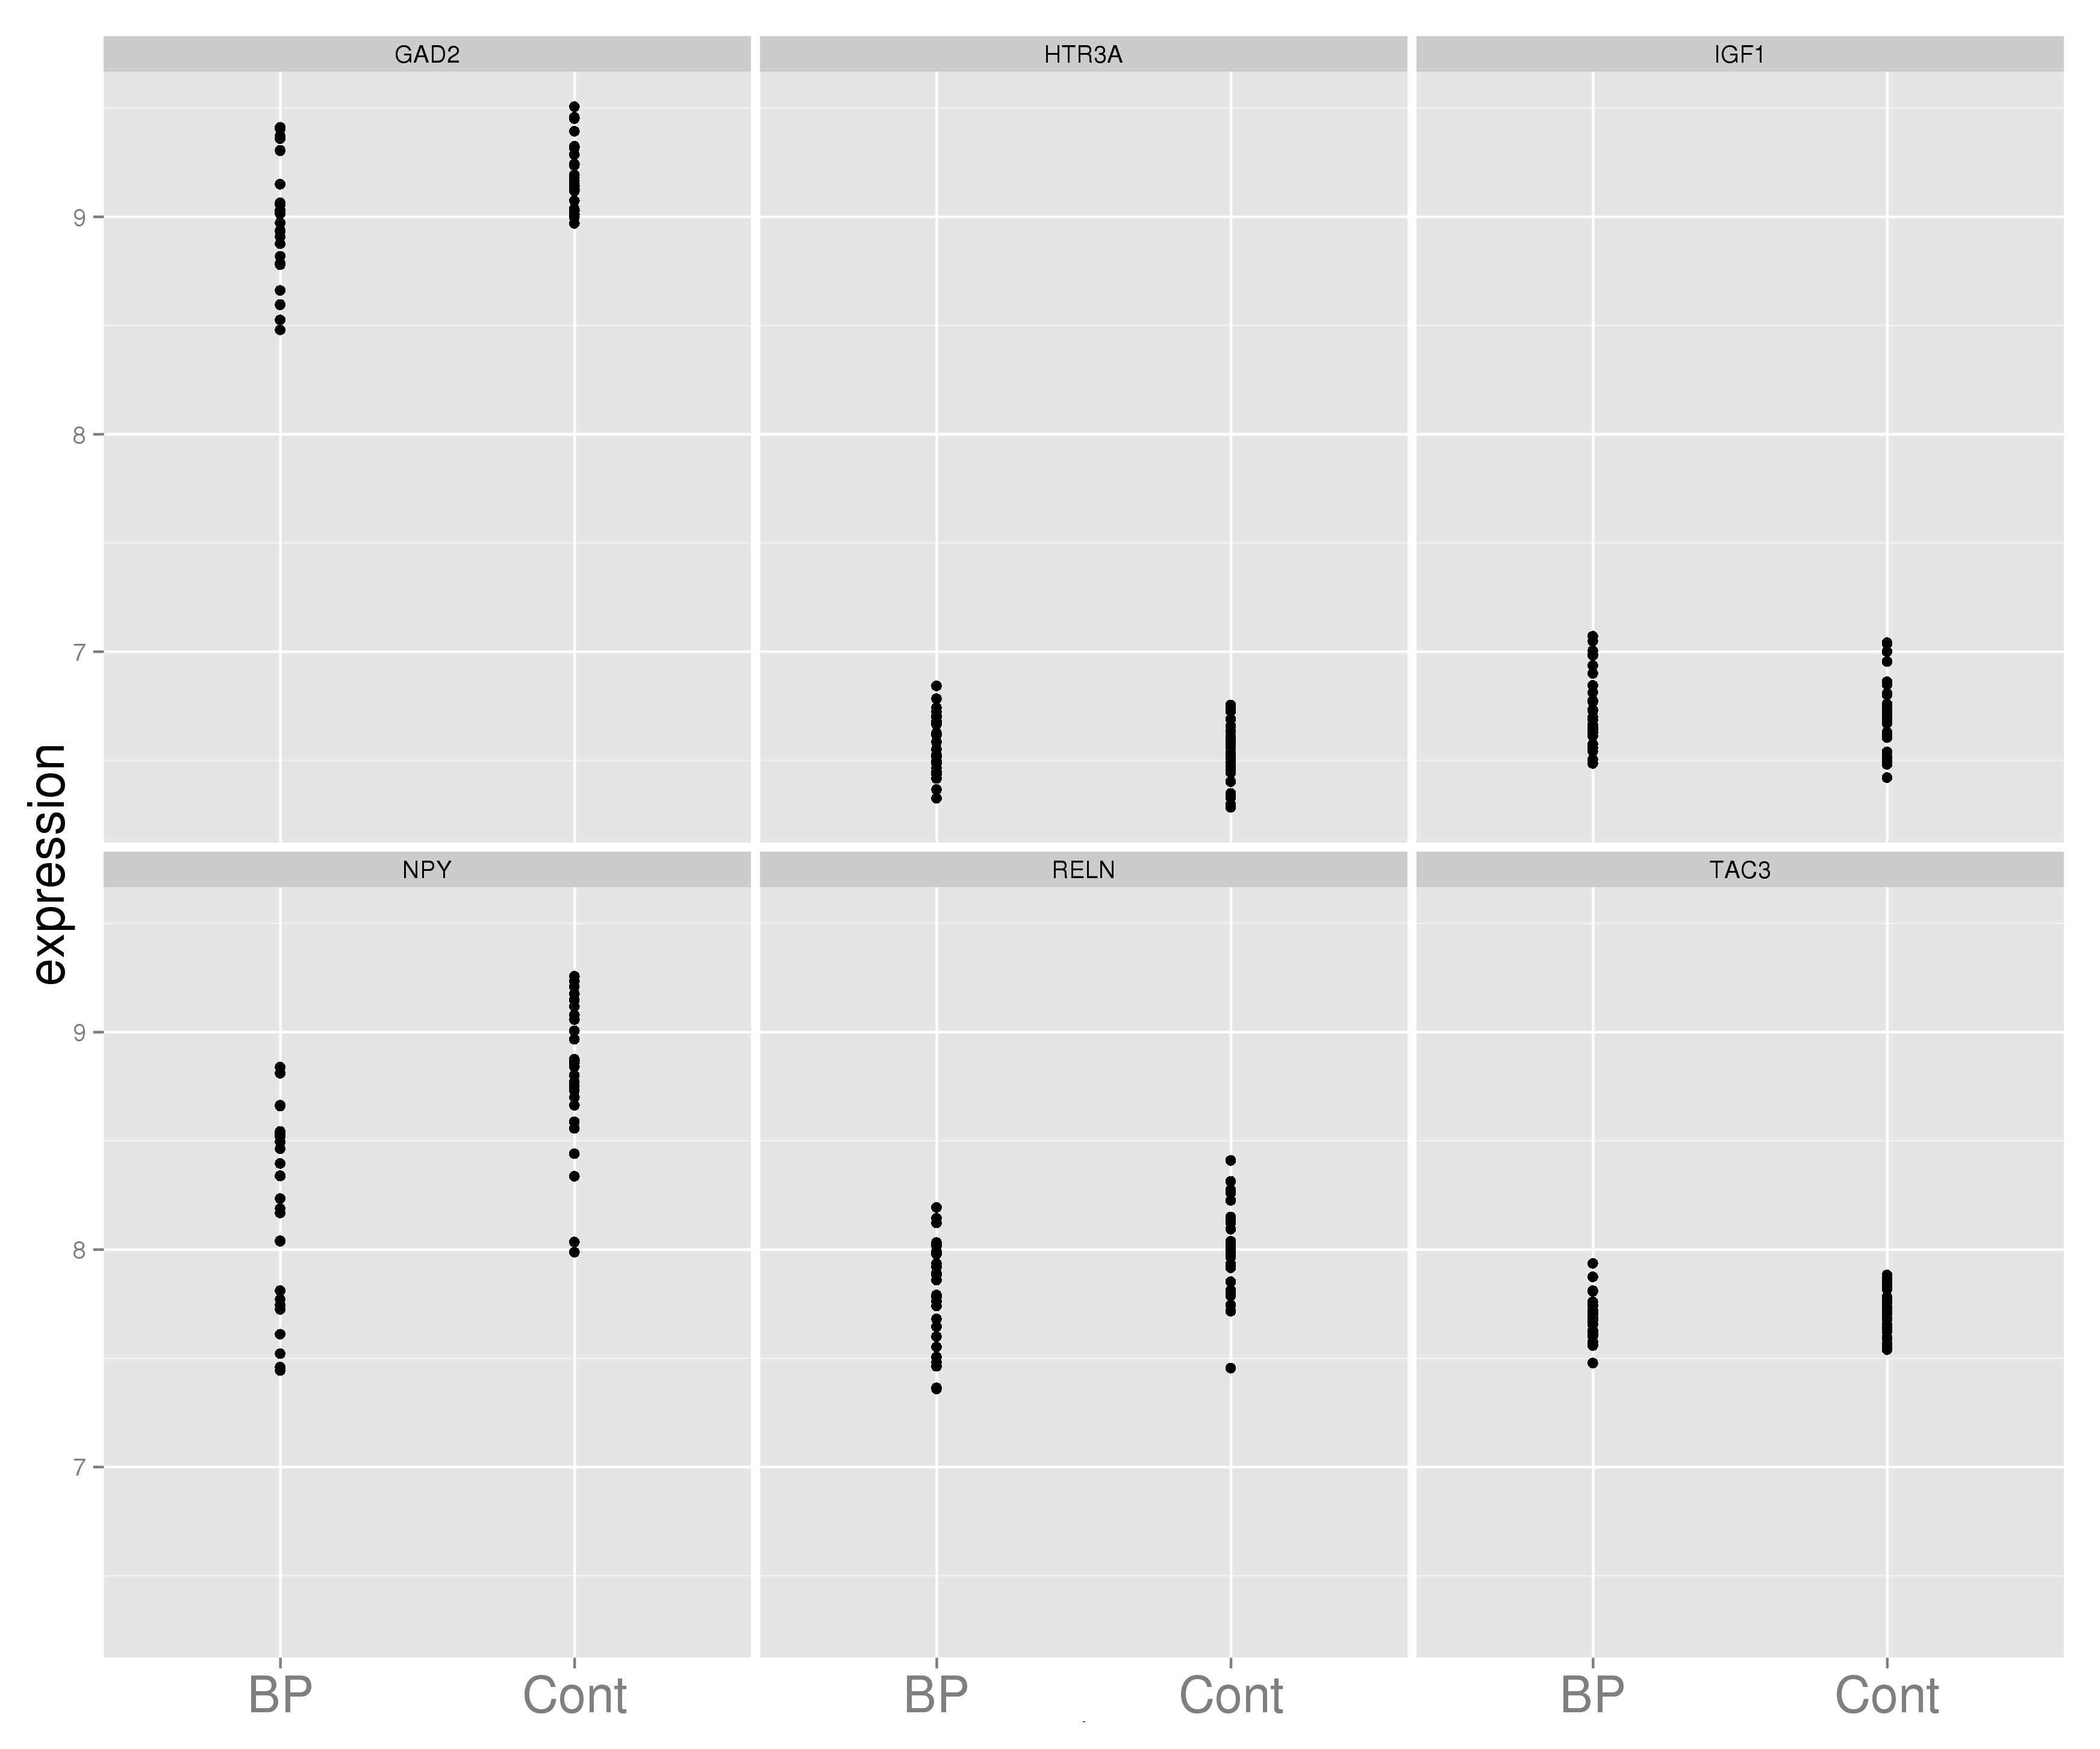 GAD2 HTR3A IGF1
9
8
7
expression
NPY RELN TAC3
9
8
7
BP Cont BP Cont BP Cont